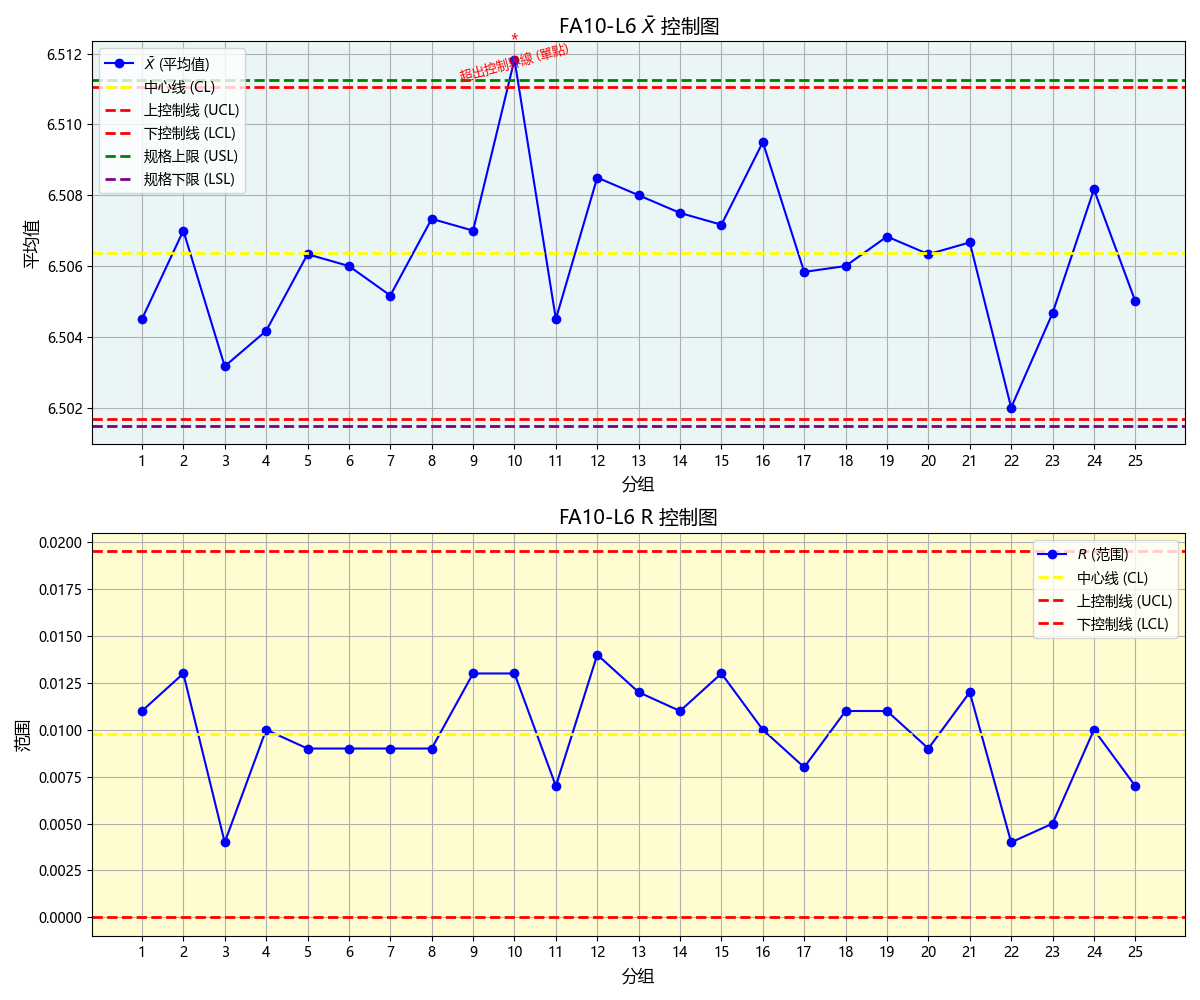 FA10-L6 X̄ 控制图
*
超出控制界線 (單點)
X̄ (平均值)
中心线 (CL)
上控制线 (UCL)
下控制线 (LCL)
规格上限 (USL)
规格下限 (LSL)
平均值
6.512
6.510
6.508
6.506
6.504
6.502
1 2 3 4 5 6 7 8 9 10 11 12 13 14 15 16 17 18 19 20 21 22 23 24 25
分组
FA10-L6 R 控制图
R (范围)
中心线 (CL)
上控制线 (UCL)
下控制线 (LCL)
范围
0.0200
0.0175
0.0150
0.0125
0.0100
0.0075
0.0050
0.0025
0.0000
1 2 3 4 5 6 7 8 9 10 11 12 13 14 15 16 17 18 19 20 21 22 23 24 25
分组